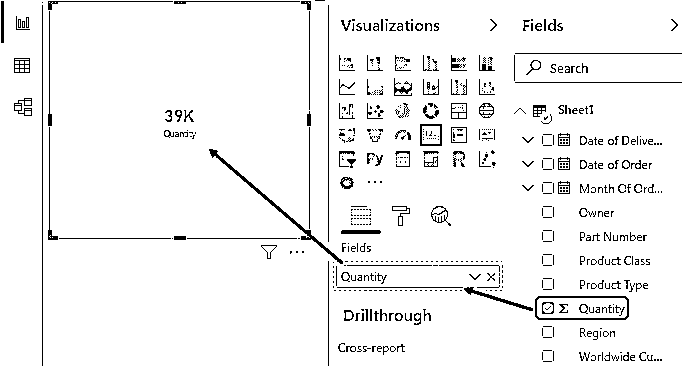 39K
Quantity
Visualizations
Py
R
Fields
Quantity
Drillthrough
Cross-report
Fields
Search
Sheet1
Date of Delive...
Date of Order
Month Of Ord...
Owner
Part Number
Product Class
Product Type
Σ Quantity
Region
Worldwide Cu...